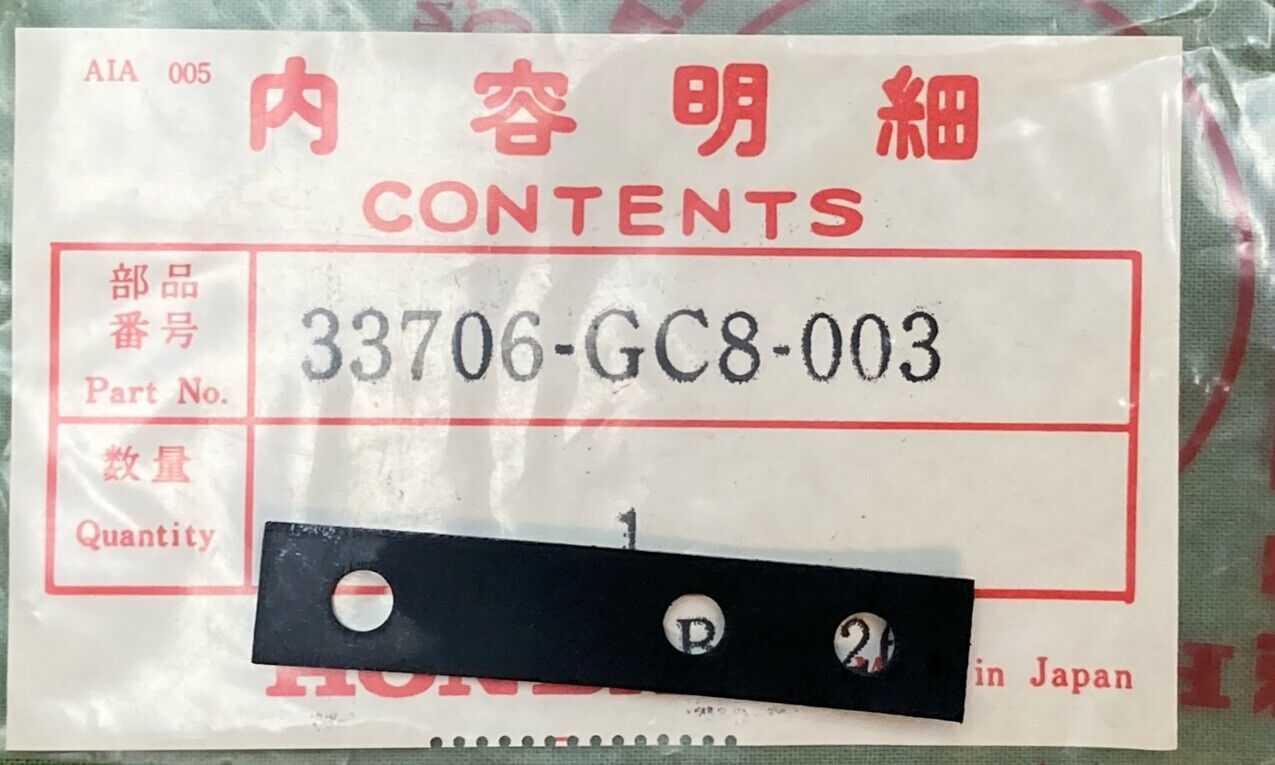 AIA 005
内容明細
CONTENTS
部品
番号
Part No.
33706-GC8-003
数量
Quantity
1
in Japan